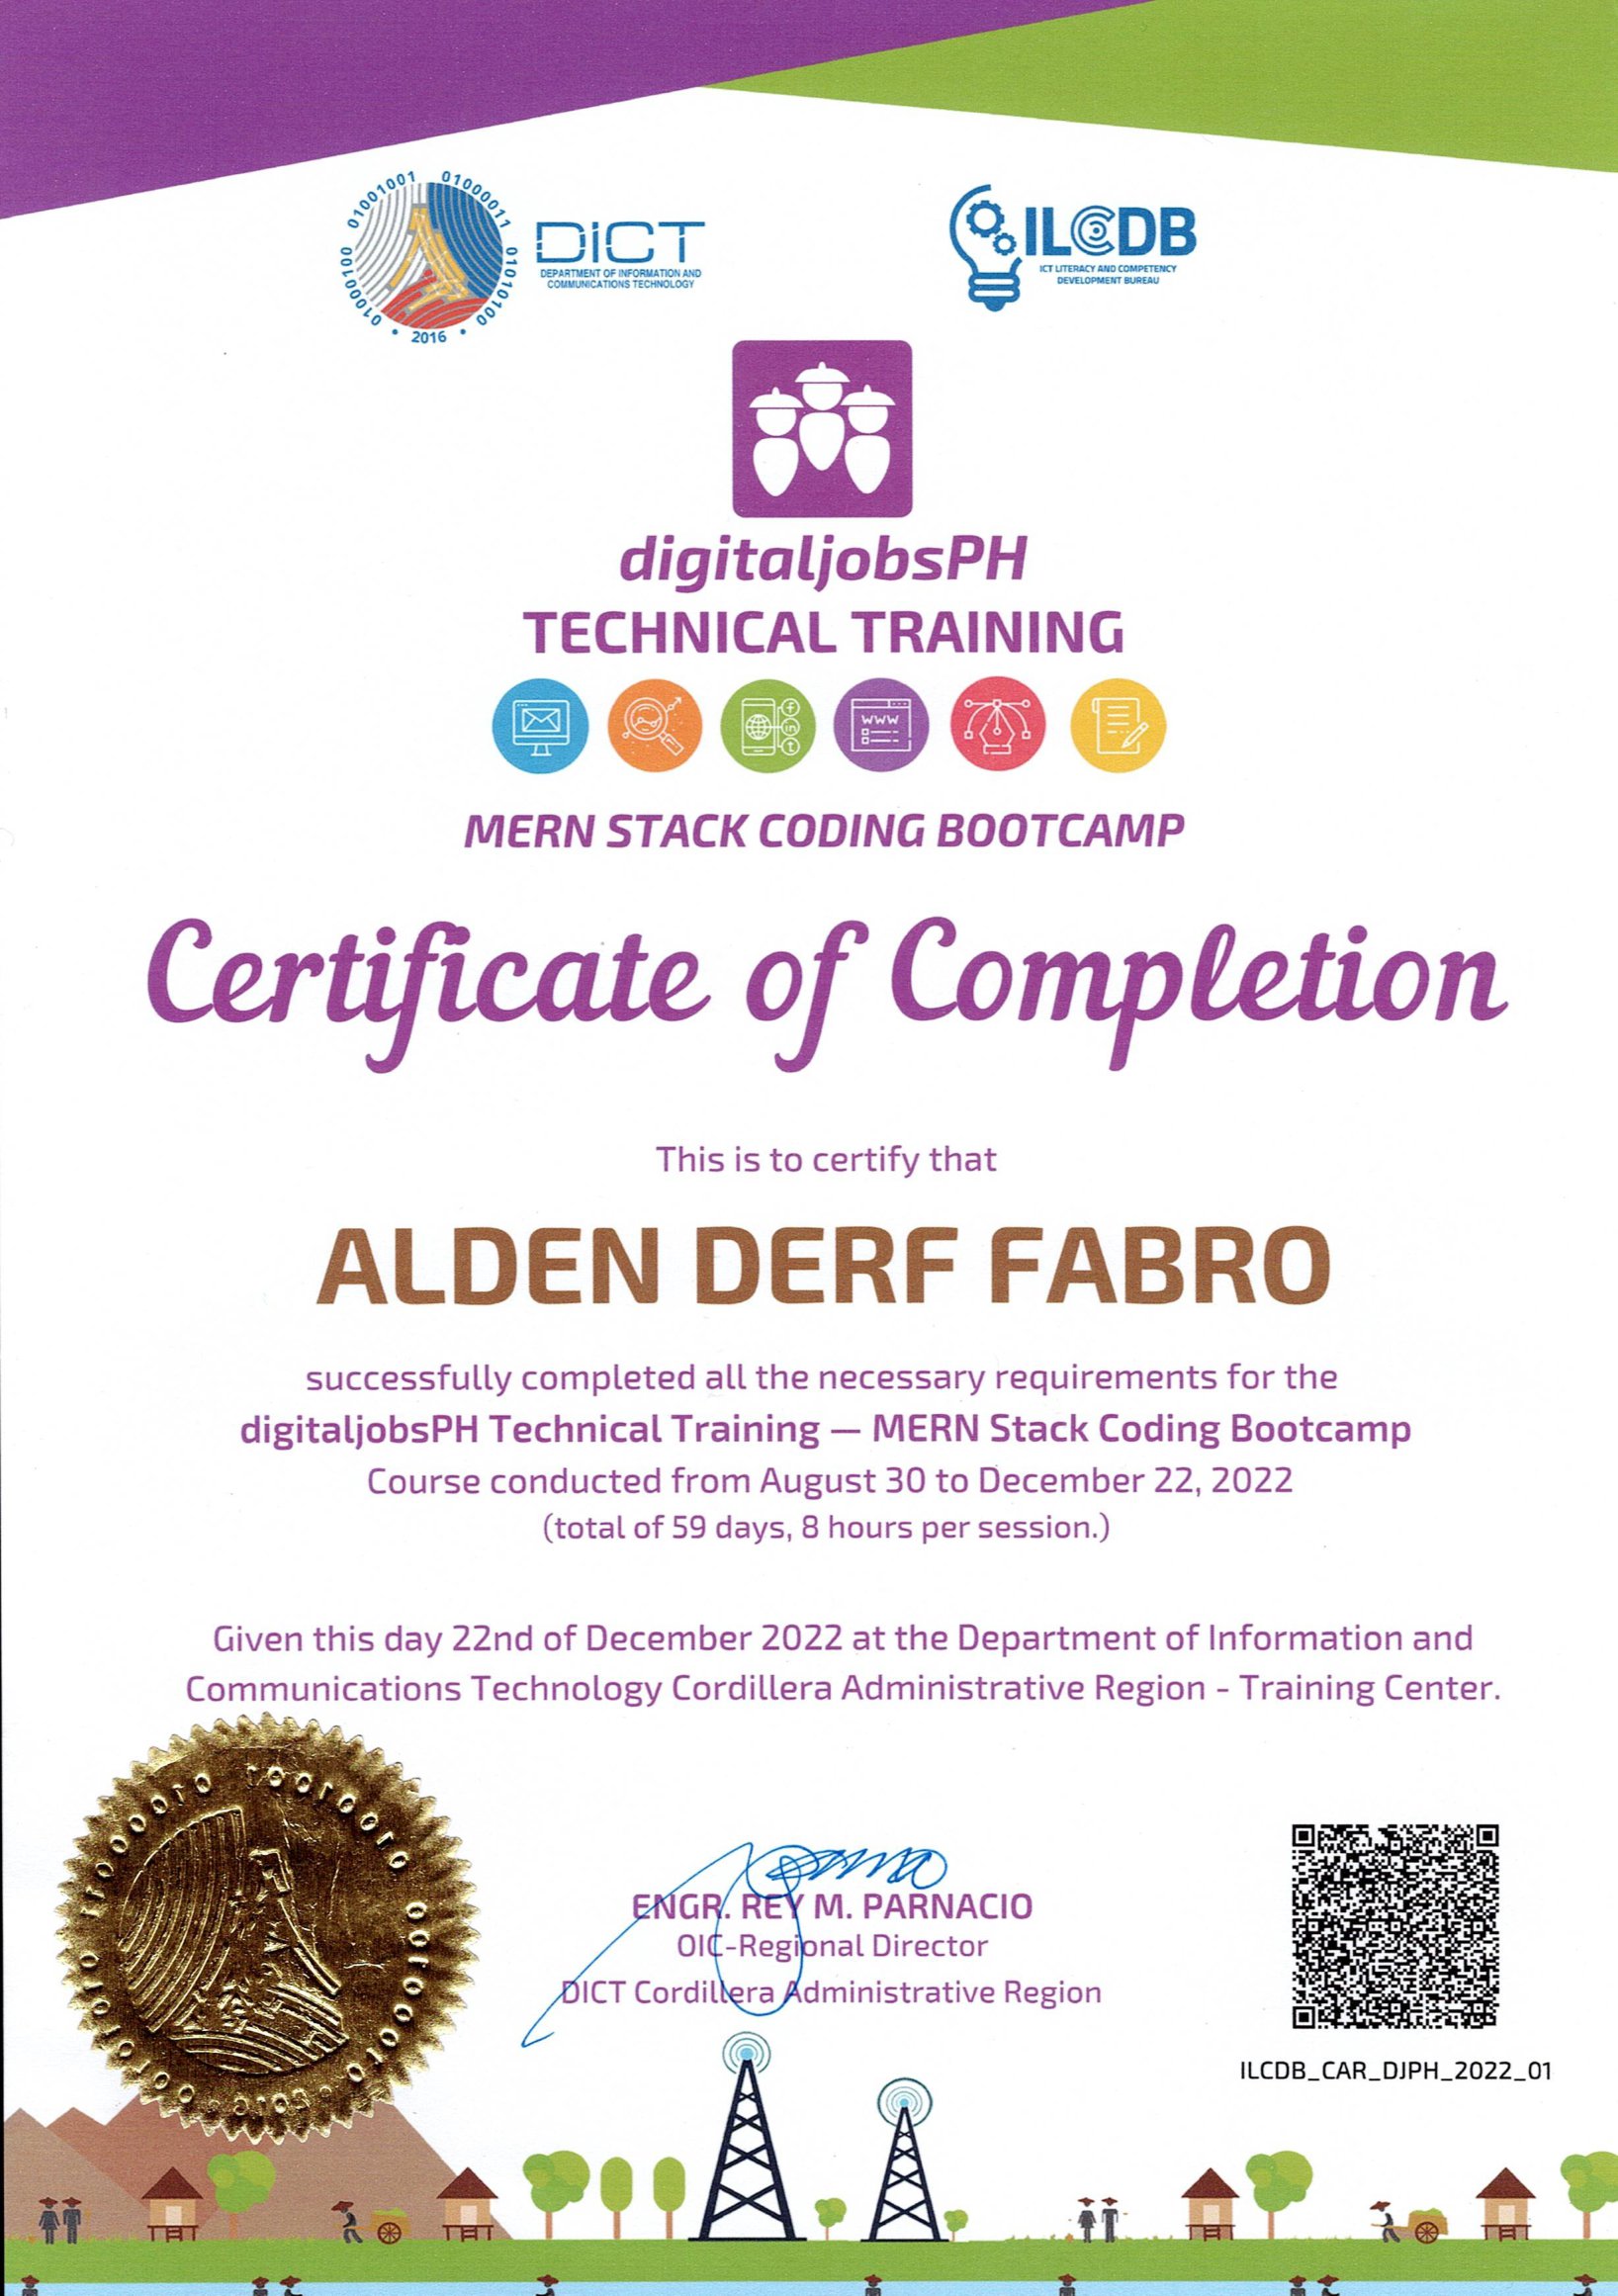 01000100 01001001 01000011 01010100
• 2016 •
DICT
DEPARTMENT OF INFORMATION AND
COMMUNICATIONS TECHNOLOGY
ILCDB
ICT LITERACY AND COMPETENCY
DEVELOPMENT BUREAU
digitaljobsPH
TECHNICAL TRAINING
f
in
t
WWW
MERN STACK CODING BOOTCAMP
Certificate of Completion
This is to certify that
ALDEN DERF FABRO
successfully completed all the necessary requirements for the
digitaljobsPH Technical Training — MERN Stack Coding Bootcamp
Course conducted from August 30 to December 22, 2022
(total of 59 days, 8 hours per session.)
Given this day 22nd of December 2022 at the Department of Information and
Communications Technology Cordillera Administrative Region - Training Center.
ENGR. REY M. PARNACIO
OIC-Regional Director
DICT Cordillera Administrative Region
ILCDB_CAR_DJPH_2022_01